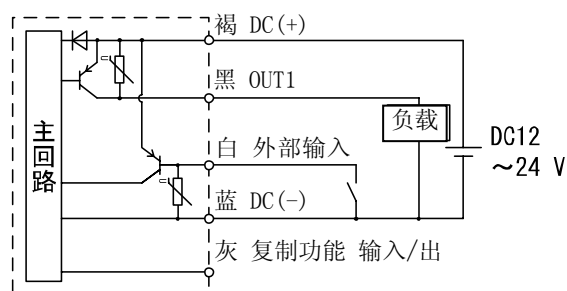 褐 DC(+)
黑 OUT1
主回路
负载
DC12
～24 V
白 外部输入
蓝 DC(-)
灰 复制功能 输入/出